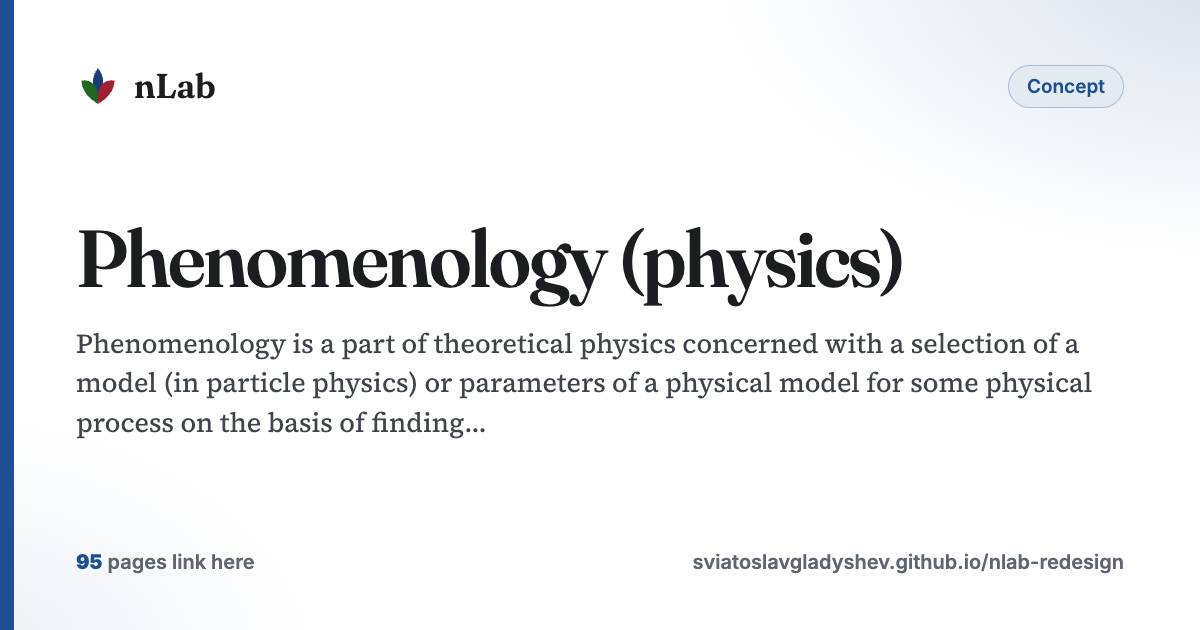 nLab
Concept
Phenomenology (physics)
Phenomenology is a part of theoretical physics concerned with a selection of a
model (in particle physics) or parameters of a physical model for some physical
process on the basis of finding...
95 pages link here
sviatoslavgladyshev.github.io/nlab-redesign